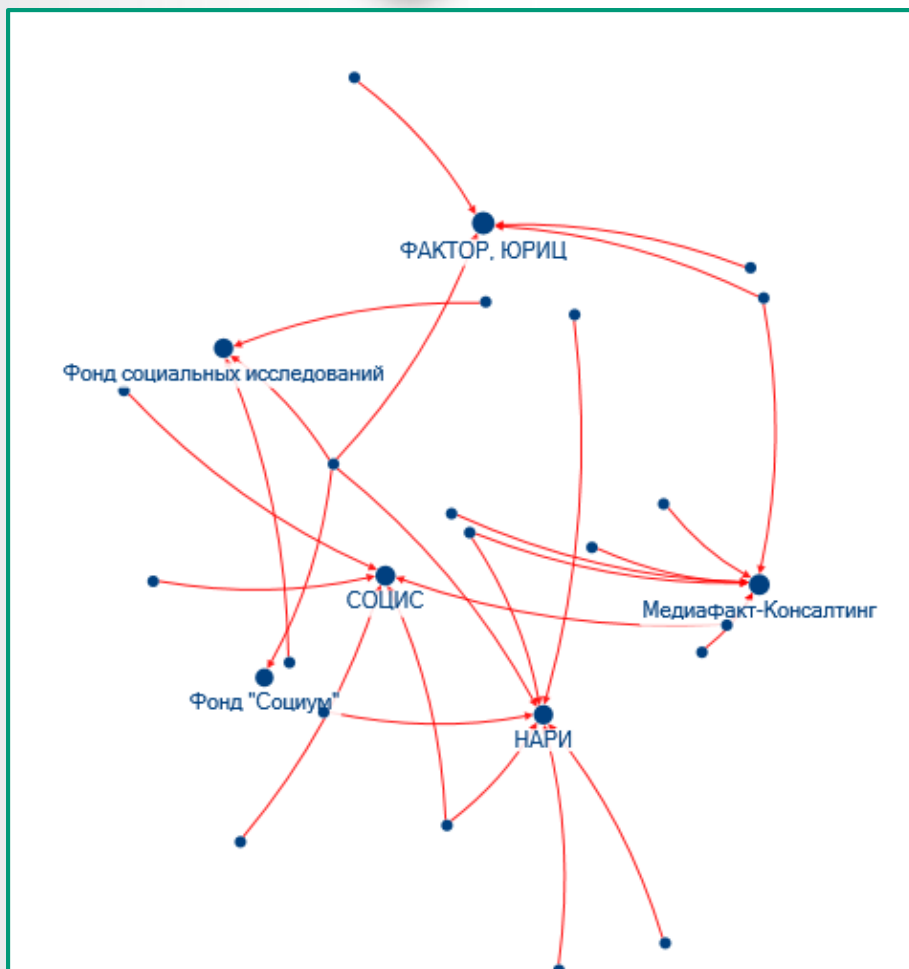 ФАКТОР, ЮРИЦ
Фонд социальных исследований
СОЦИС
Медиафакт-Консалтинг
Фонд "Социум"
НАРИ